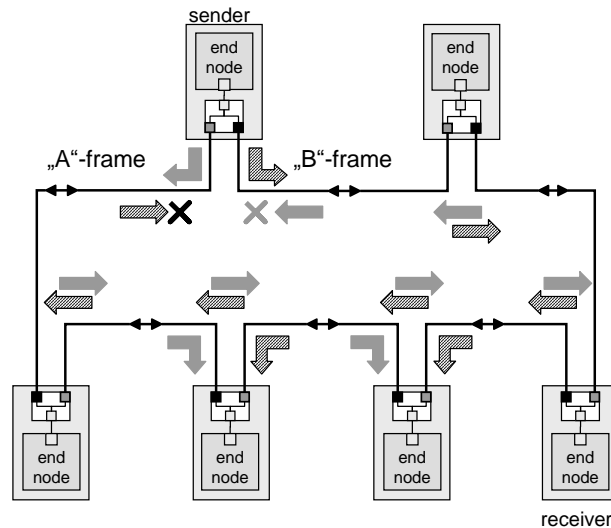 sender
end
node
end
node
„A“-frame
„B“-frame
end
node
end
node
end
node
end
node
receiver